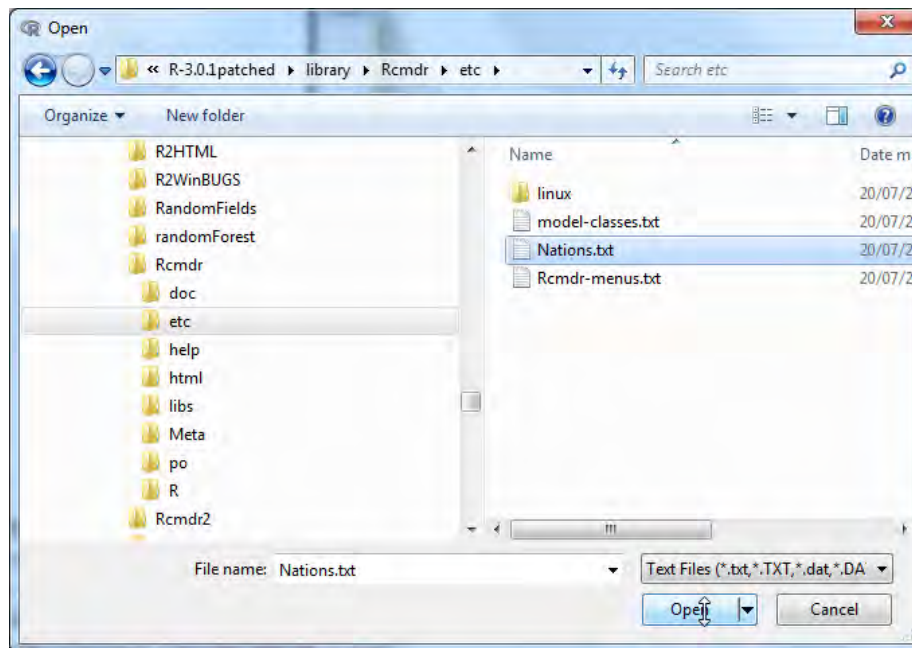 Open
« R-3.0.1patched ▸ library ▸ Rcmdr ▸ etc ▸
Search etc
Organize ▾ New folder
R2HTML
R2WinBUGS
RandomFields
randomForest
Rcmdr
doc
etc
help
html
libs
Meta
po
R
Rcmdr2
Name Date m
linux 20/07/2
model-classes.txt 20/07/2
Nations.txt 20/07/2
Rcmdr-menus.txt 20/07/2
File name: Nations.txt
Text Files (*.txt,*.TXT,*.dat,*.DA
Open Cancel